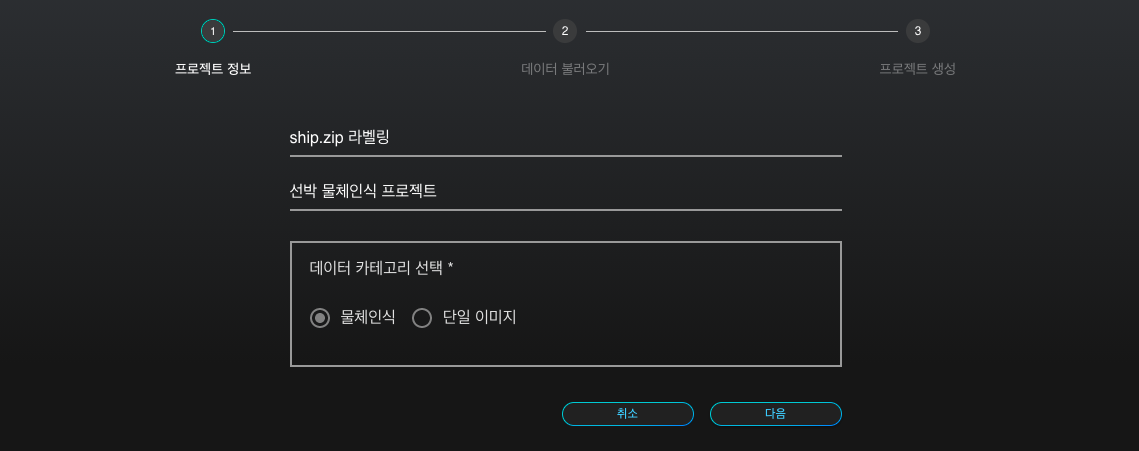 1 2 3
프로젝트 정보 데이터 불러오기 프로젝트 생성
ship.zip 라벨링
선박 물체인식 프로젝트
데이터 카테고리 선택 *
물체인식 단일 이미지
취소 다음